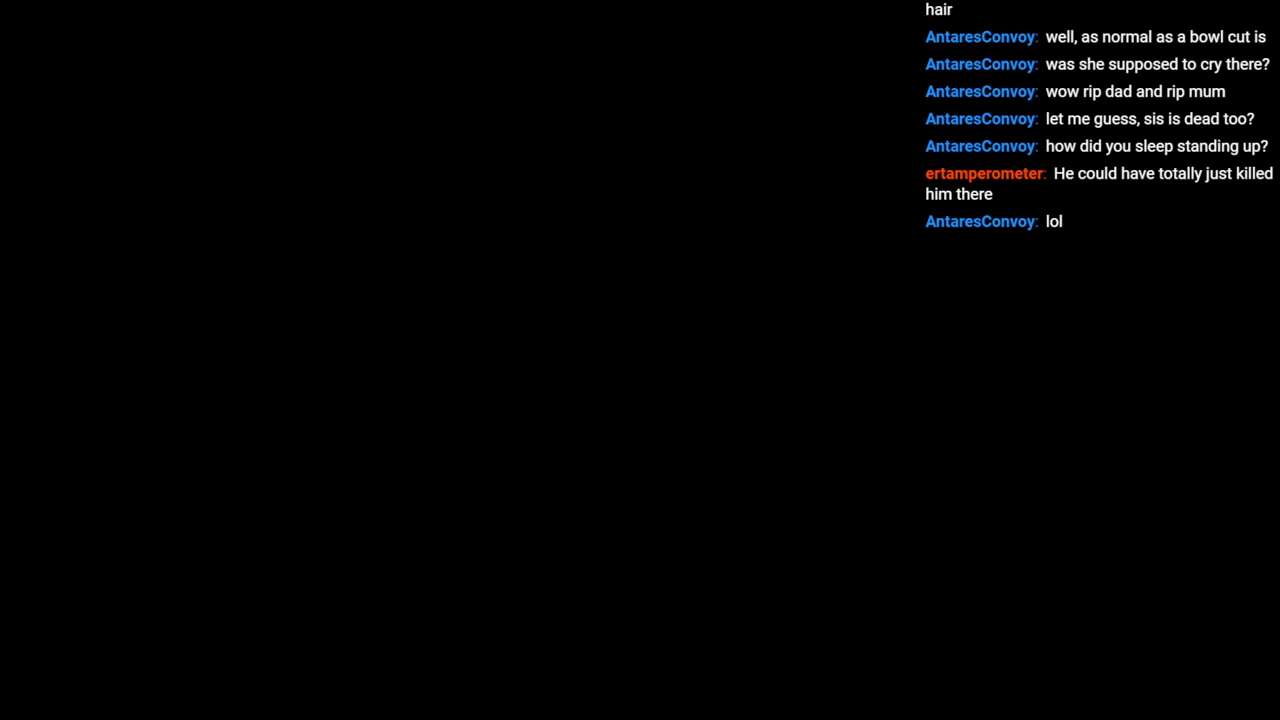 hair
AntaresConvoy: well, as normal as a bowl cut is
AntaresConvoy: was she supposed to cry there?
AntaresConvoy: wow rip dad and rip mum
AntaresConvoy: let me guess, sis is dead too?
AntaresConvoy: how did you sleep standing up?
ertamperometer: He could have totally just killed
him there
AntaresConvoy: lol